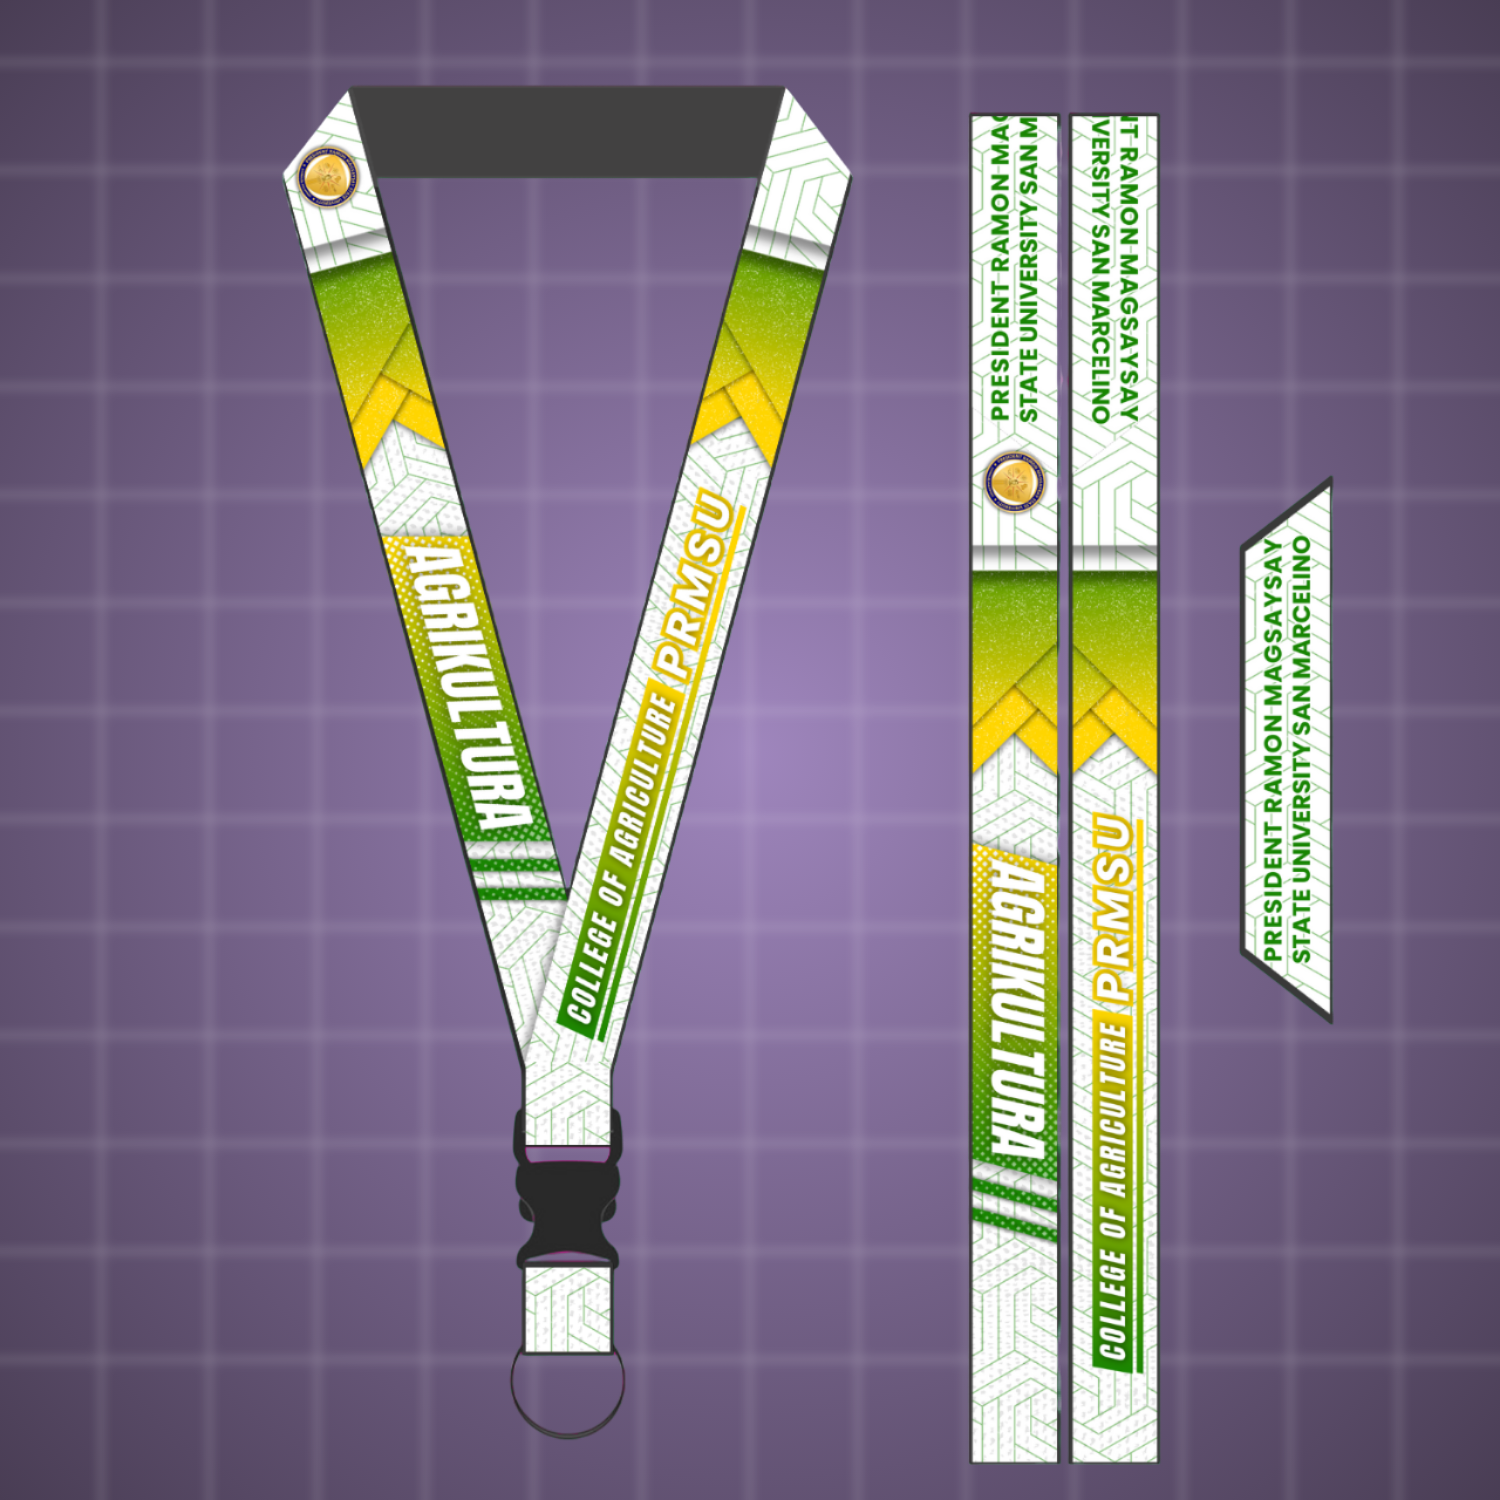 AGRIKULTURA
COLLEGE OF AGRICULTURE PRMSU
PRESIDENT RAMON MAG
STATE UNIVERSITY SAN M
NT RAMON MAGSAYSAY
VERSITY SAN MARCELINO
AGRIKULTURA
COLLEGE OF AGRICULTURE PRMSU
PRESIDENT RAMON MAGSAYSAY
STATE UNIVERSITY SAN MARCELINO